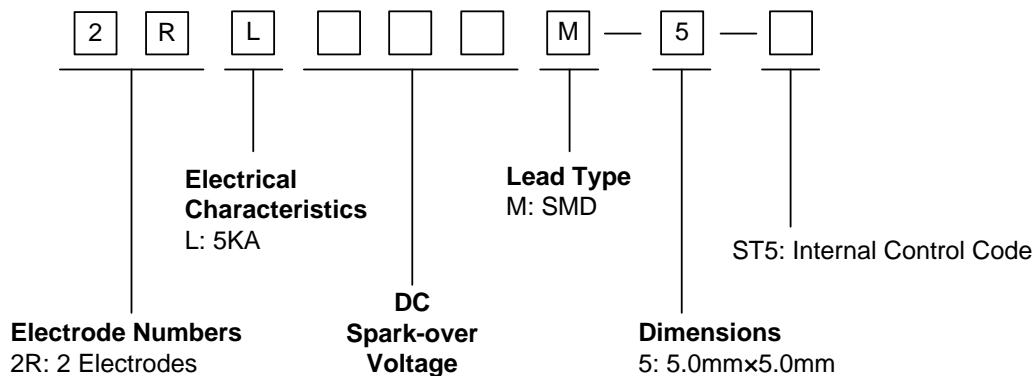 2 R L M — 5 —
Electrical
Characteristics
L: 5KA
Lead Type
M: SMD
ST5: Internal Control Code
Electrode Numbers
2R: 2 Electrodes
DC
Spark-over
Voltage
Dimensions
5: 5.0mm×5.0mm